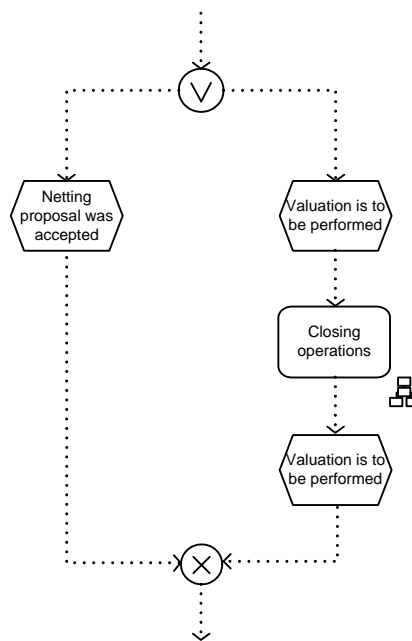 Netting
proposal was
accepted
Valuation is to
be performed
Closing
operations
Valuation is to
be performed